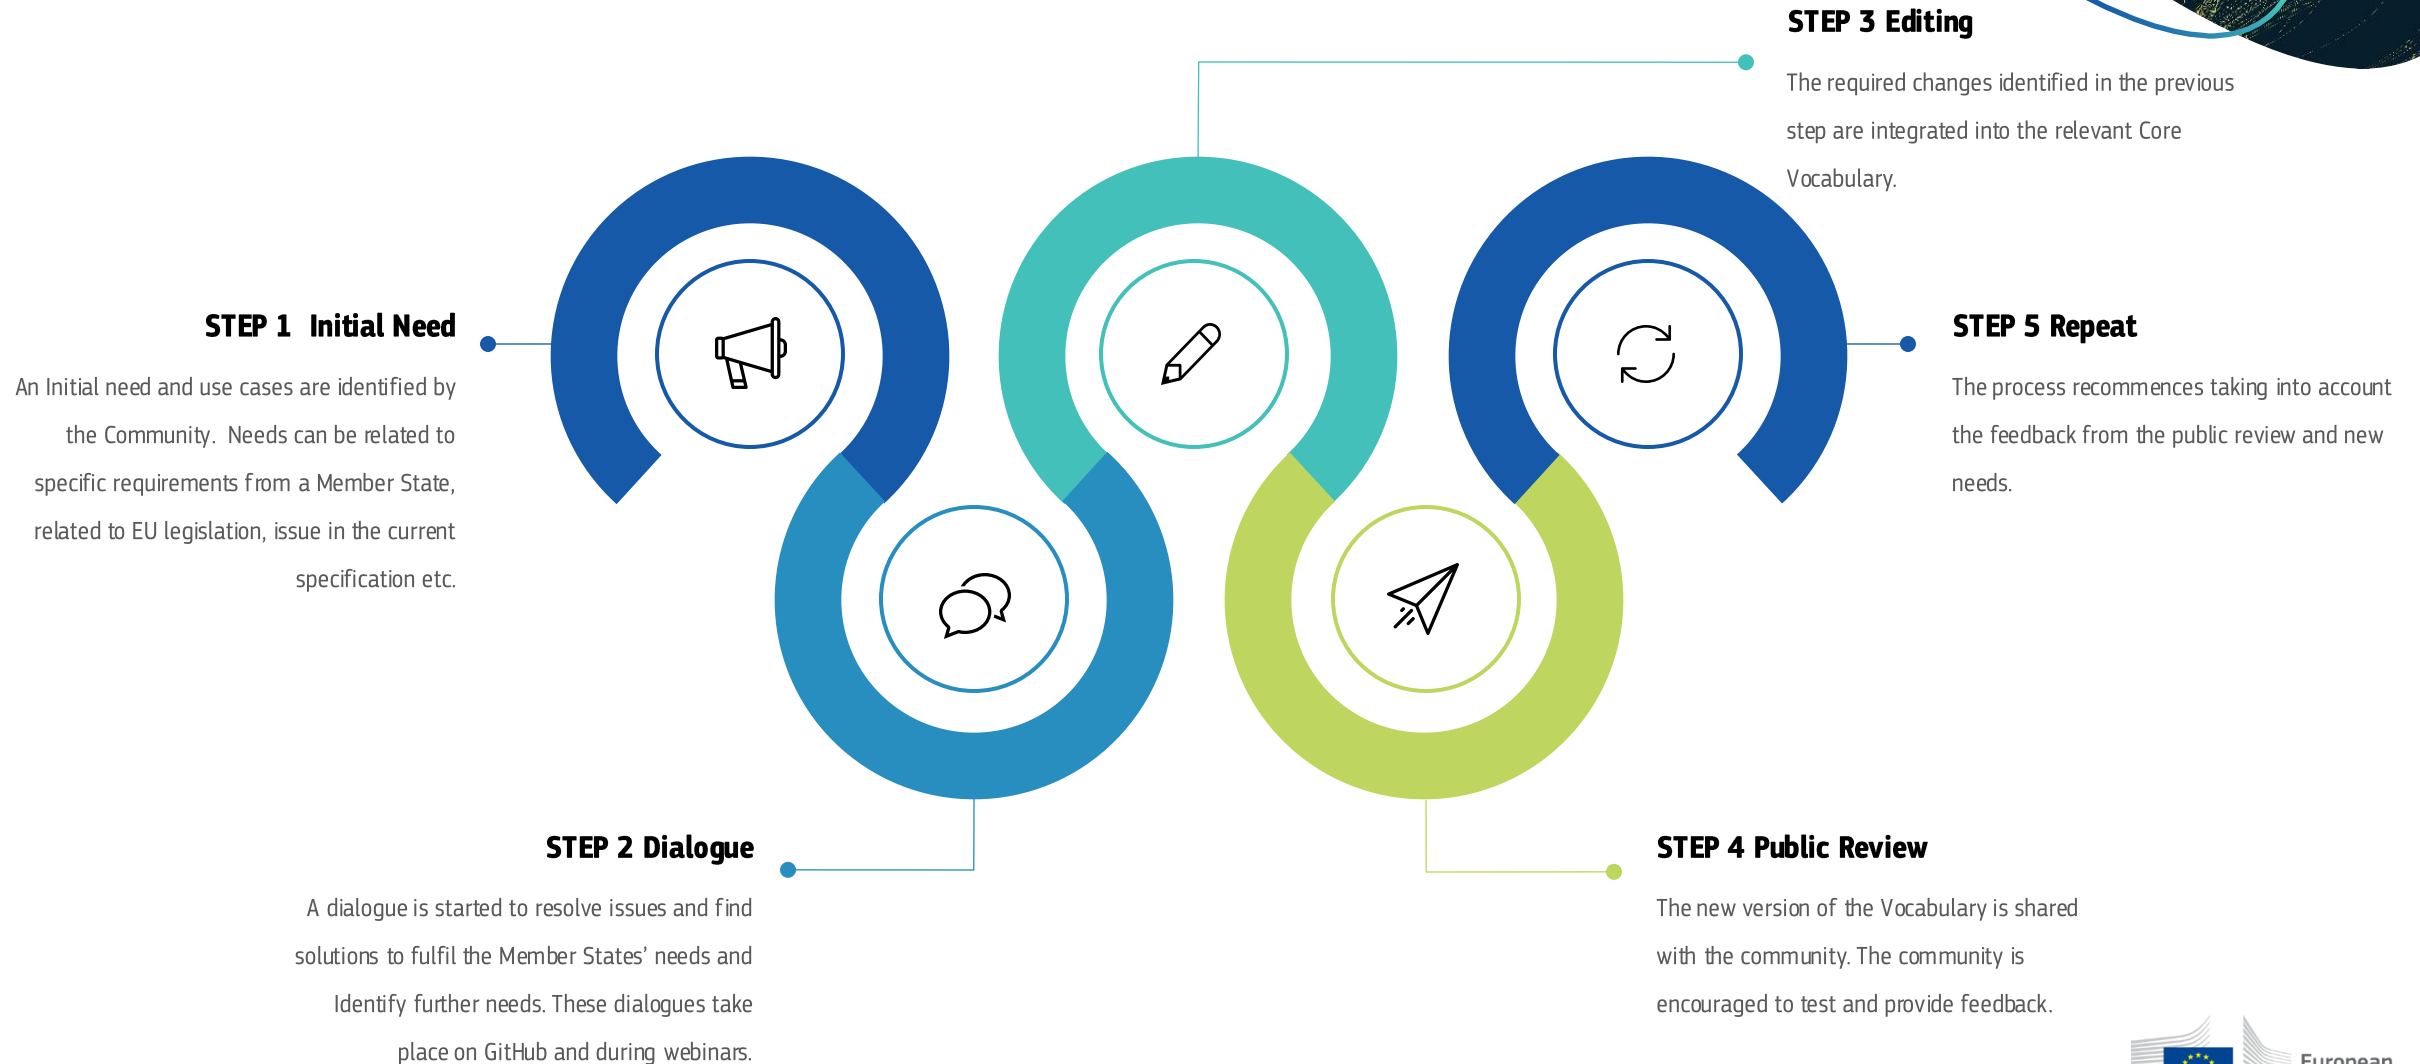 STEP 1 Initial Need
An Initial need and use cases are identified by
the Community. Needs can be related to
specific requirements from a Member State,
related to EU legislation, issue in the current
specification etc.
STEP 2 Dialogue
A dialogue is started to resolve issues and find
solutions to fulfil the Member States’ needs and
Identify further needs. These dialogues take
place on GitHub and during webinars.
STEP 3 Editing
The required changes identified in the previous
step are integrated into the relevant Core
Vocabulary.
STEP 4 Public Review
The new version of the Vocabulary is shared
with the community. The community is
encouraged to test and provide feedback.
STEP 5 Repeat
The process recommences taking into account
the feedback from the public review and new
needs.
European